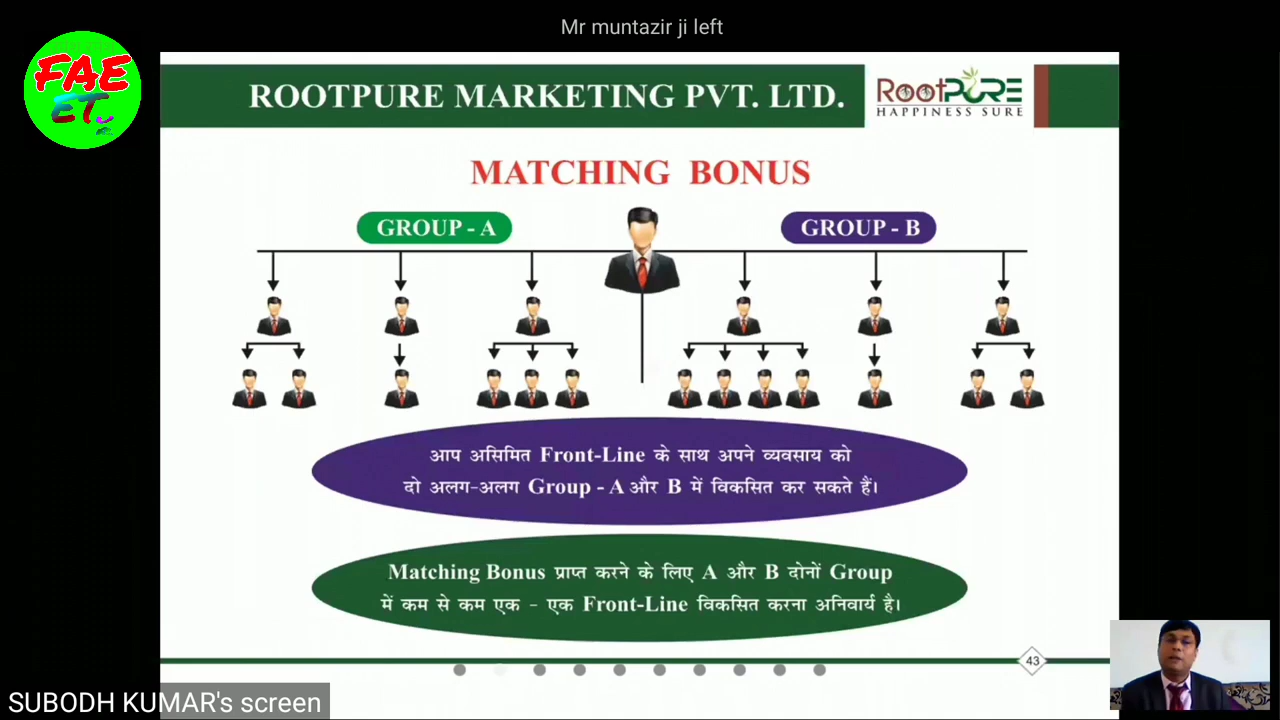 Mr muntazir ji left
FAE
ET
ROOTPURE MARKETING PVT. LTD.
RootPURE
HAPPINESS SURE
MATCHING BONUS
GROUP - A
GROUP - B
आप असिमित Front-Line के साथ अपने व्यवसाय को
दो अलग-अलग Group - A और B में विकसित कर सकते हैं।
Matching Bonus प्राप्त करने के लिए A और B दोनों Group
में कम से कम एक - एक Front-Line विकसित करना अनिवार्य है।
43
SUBODH KUMAR's screen